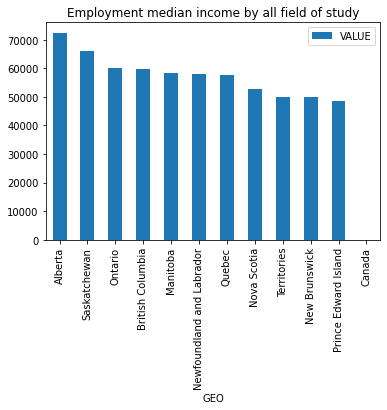 Employment median income by all field of study
VALUE
70000
60000
50000
40000
30000
20000
10000
0
Alberta
Saskatchewan
Ontario
British Columbia
Manitoba
Newfoundland and Labrador
Quebec
Nova Scotia
Territories
New Brunswick
Prince Edward Island
Canada
GEO